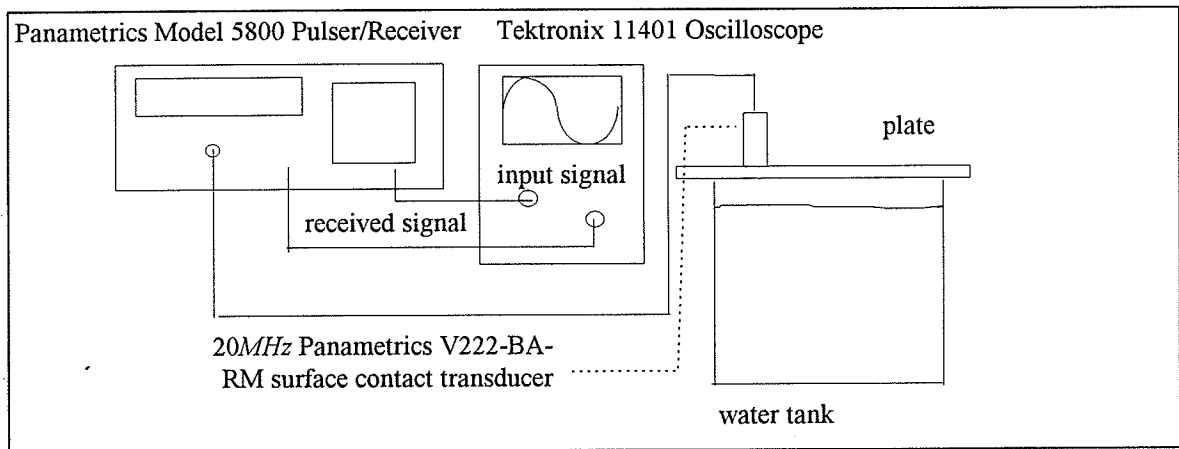 Panametrics Model 5800 Pulser/Receiver Tektronix 11401 Oscilloscope
plate
input signal
received signal
20MHz Panametrics V222-BA-
RM surface contact transducer
water tank